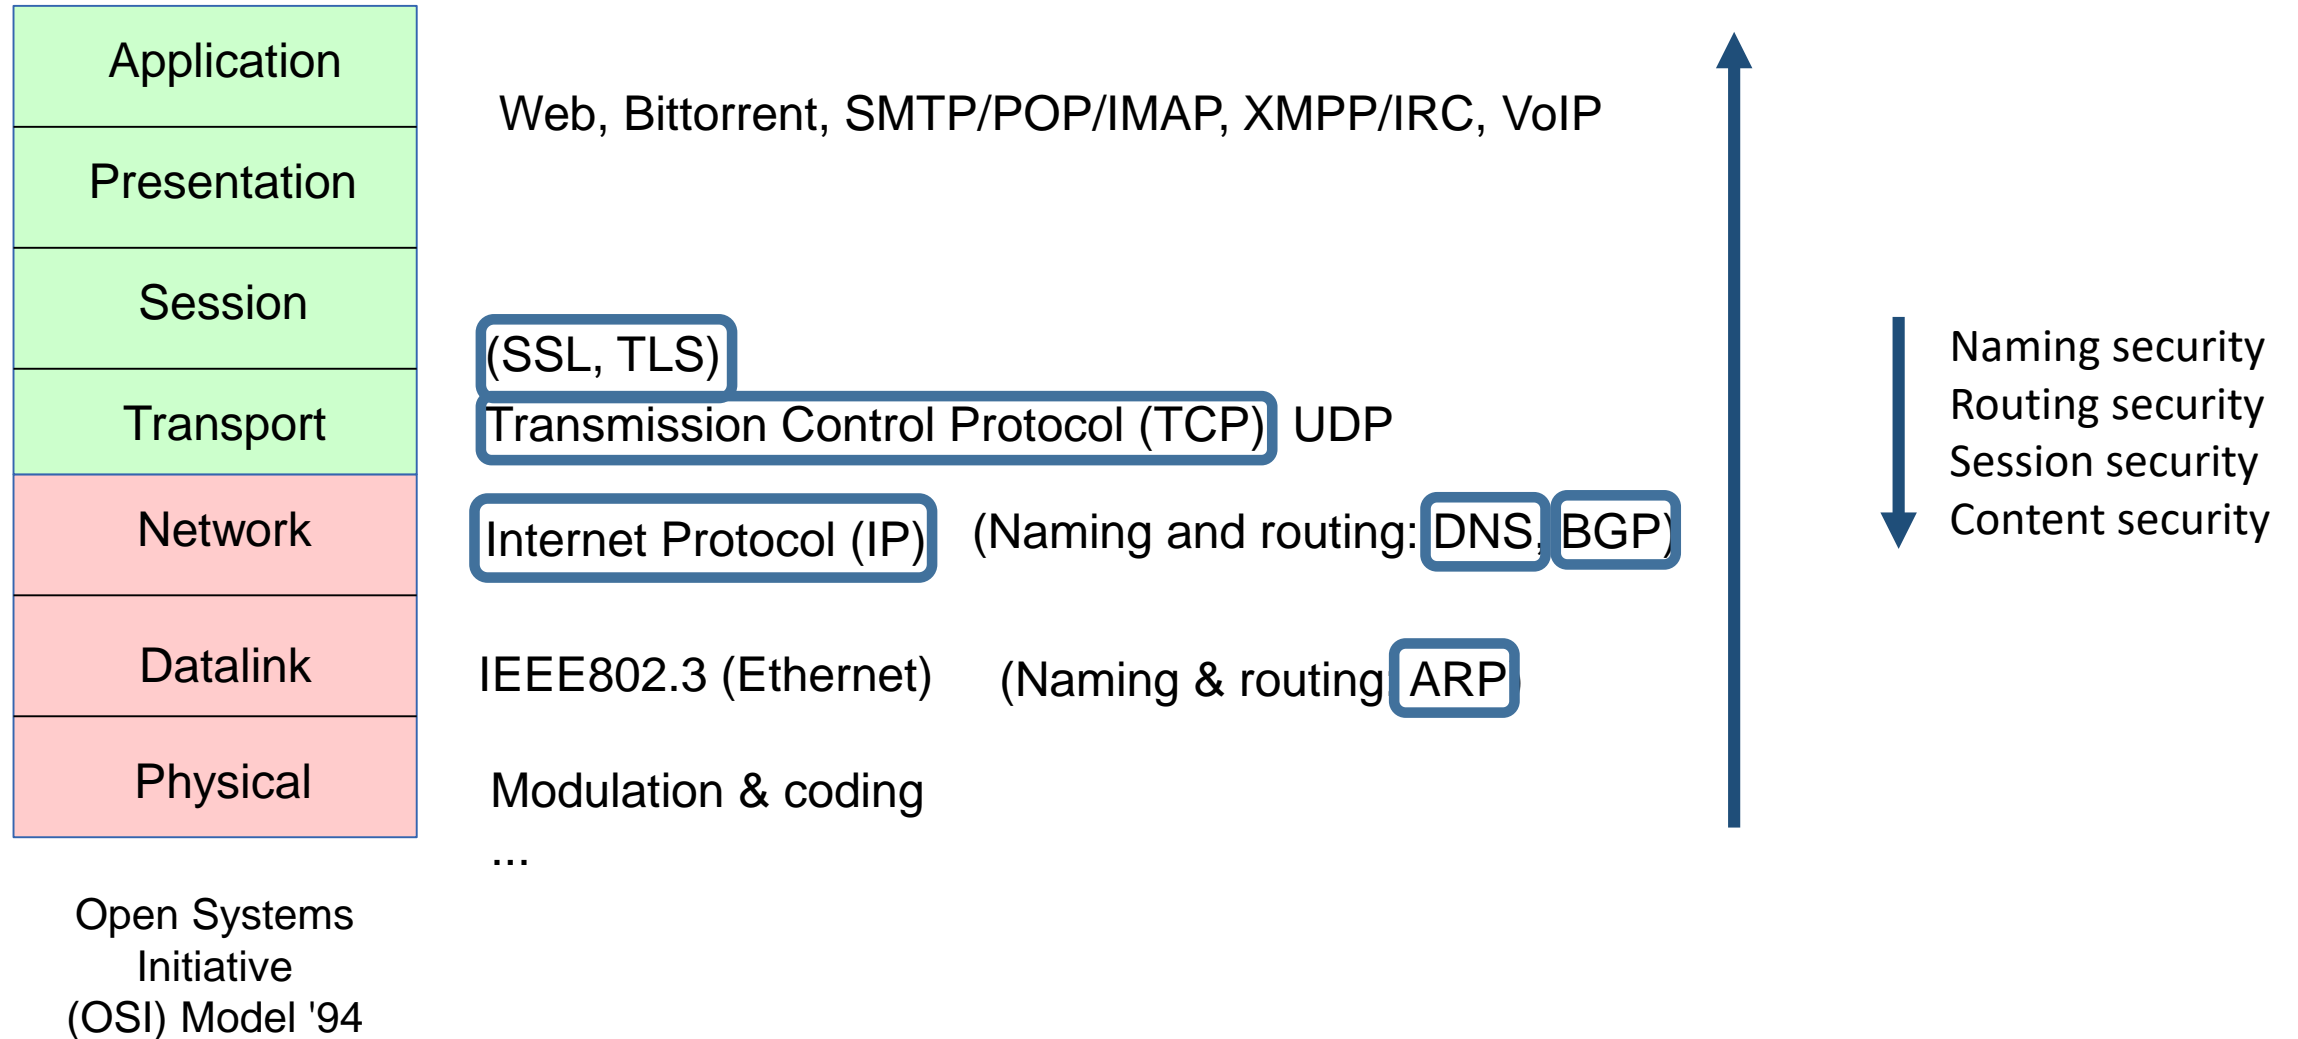 Application
Web, Bittorrent, SMTP/POP/IMAP, XMPP/IRC, VoIP
Presentation
Session
(SSL, TLS)
Transport
Transmission Control Protocol (TCP) UDP
Network
Internet Protocol (IP) (Naming and routing: DNS, BGP)
Datalink
IEEE802.3 (Ethernet) (Naming & routing: ARP)
Physical
Modulation & coding
...
Open Systems
Initiative
(OSI) Model '94
Naming security
Routing security
Session security
Content security